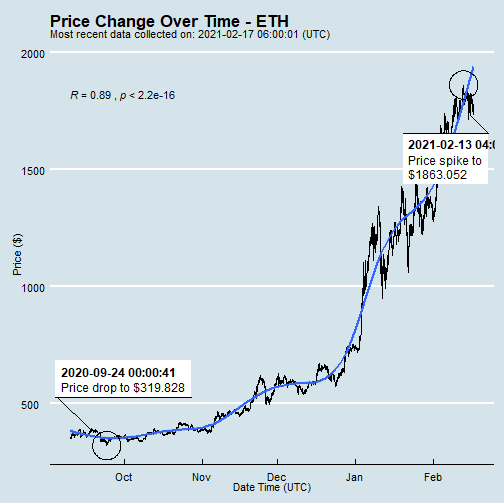 Price Change Over Time - ETH
Most recent data collected on: 2021-02-17 06:00:01 (UTC)
2000
R = 0.89 , p < 2.2e-16
2021-02-13 04:0
Price spike to
$1863.052
1500
Price ($)
1000
2020-09-24 00:00:41
Price drop to $319.828
500
Oct
Nov
Dec
Jan
Feb
Date Time (UTC)